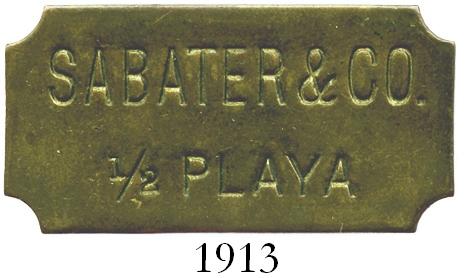 SABATER & CO.
1/2 PLAYA
1913